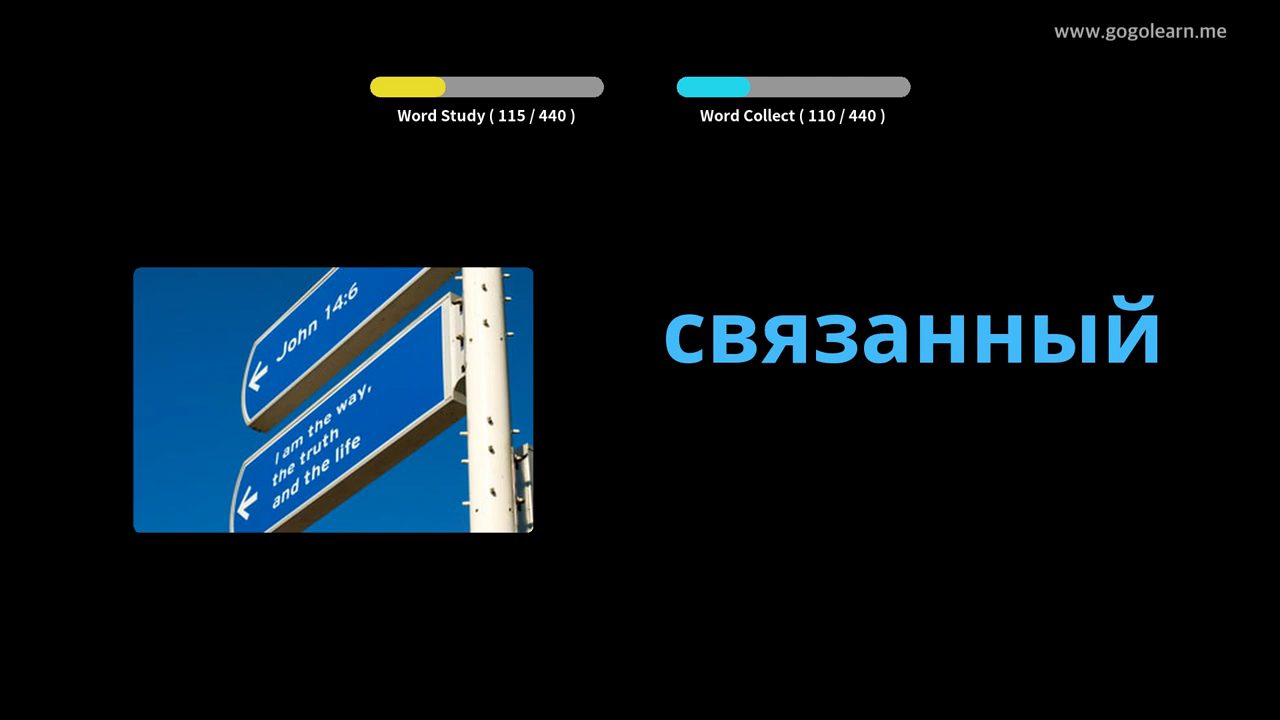 www.gogolearn.me
Word Study ( 115 / 440 )
Word Collect ( 110 / 440 )
John 14:6
I am the way,
the truth
and the life
связанный